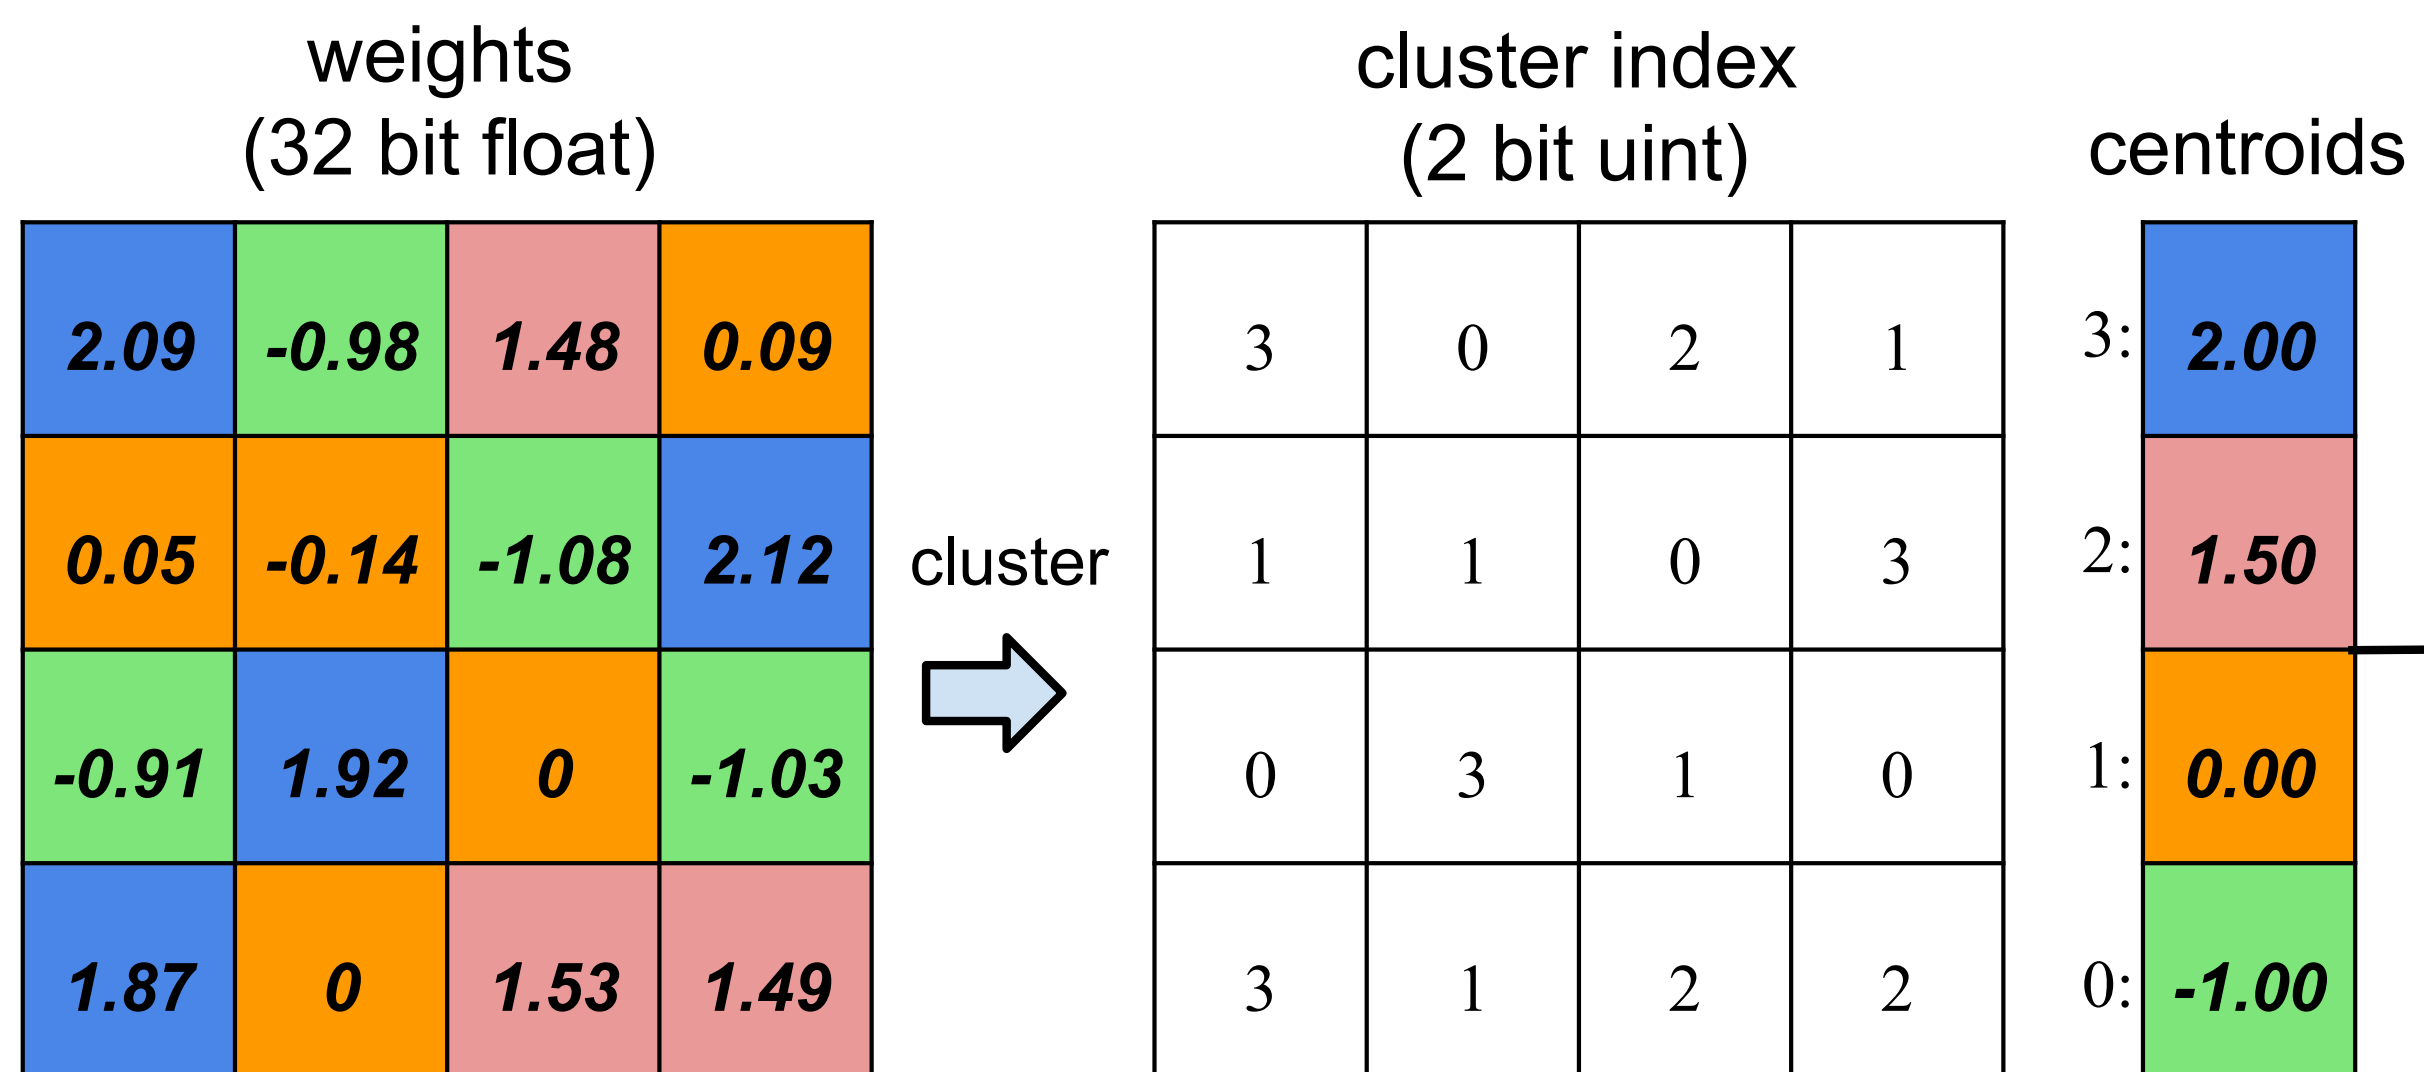 weights
(32 bit float)
cluster index
(2 bit uint)
centroids
2.09 -0.98 1.48 0.09
3 0 2 1
3: 2.00
0.05 -0.14 -1.08 2.12
cluster
1 1 0 3
2: 1.50
-0.91 1.92 0 -1.03
0 3 1 0
1: 0.00
1.87 0 1.53 1.49
3 1 2 2
0: -1.00